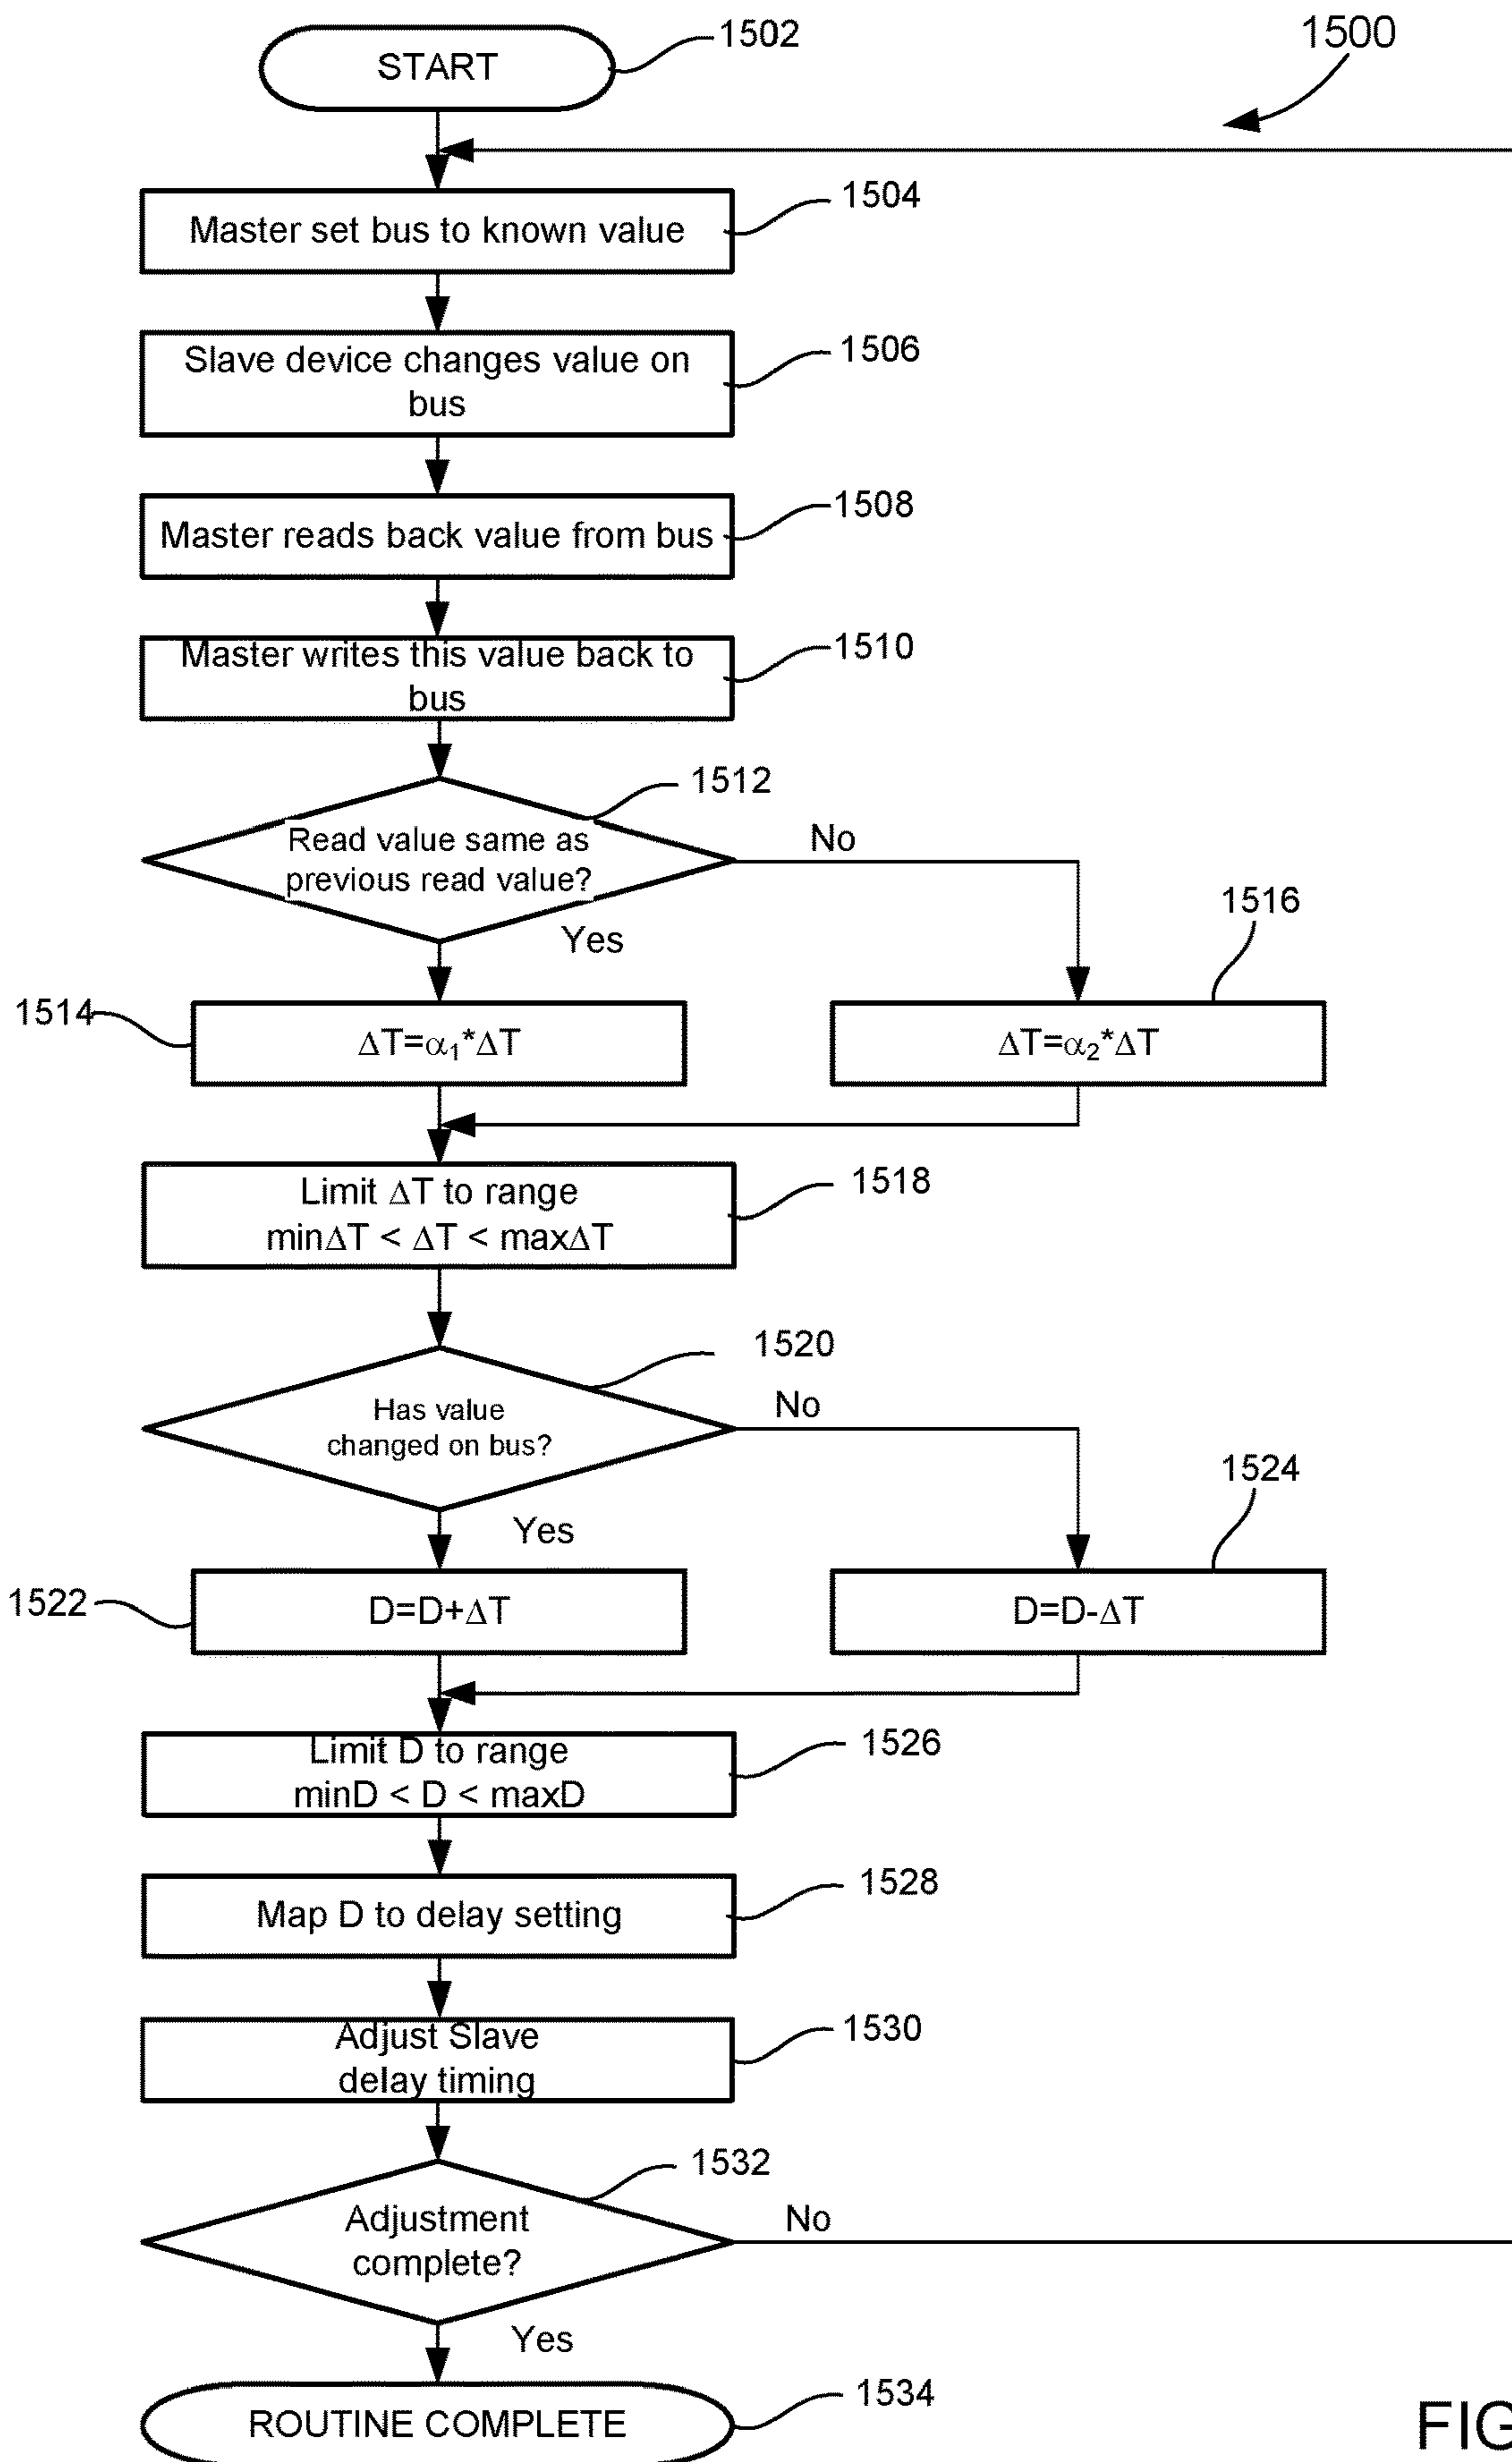 START
1502
1500
Master set bus to known value
1504
Slave device changes value on
bus
1506
Master reads back value from bus
1508
Master writes this value back to
bus
1510
1512
Read value same as
previous read value?
No
Yes
1516
1514
ΔT=α₁*ΔT
ΔT=α₂*ΔT
Limit ΔT to range
minΔT < ΔT < maxΔT
1518
1520
Has value
changed on bus?
No
Yes
1524
1522
D=D+ΔT
D=D-ΔT
Limit D to range
minD < D < maxD
1526
Map D to delay setting
1528
Adjust Slave
delay timing
1530
1532
Adjustment
complete?
No
Yes
ROUTINE COMPLETE
1534
FIG